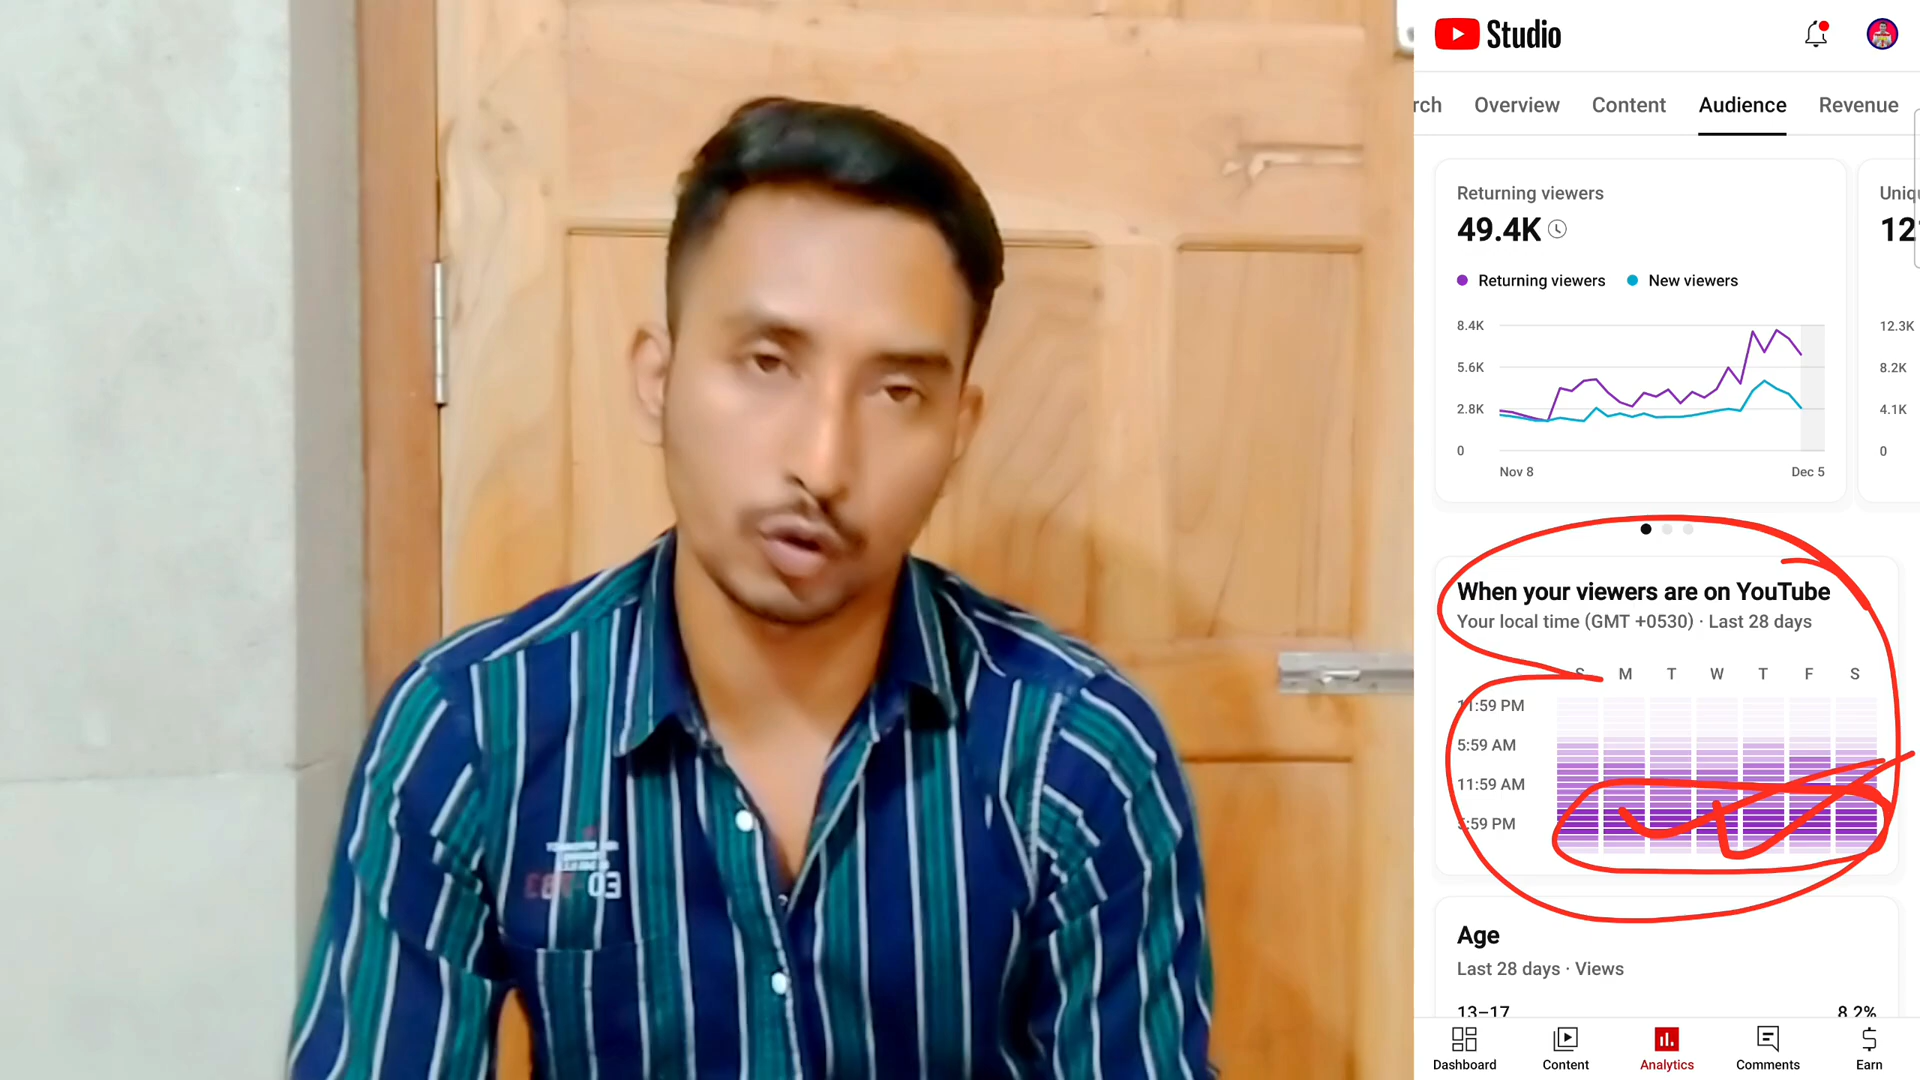 Studio
rch Overview Content Audience Revenue
Returning viewers
49.4K
Returning viewers New viewers
8.4K
5.6K
2.8K
0
Nov 8 Dec 5
Uniq
12
12.3K
8.2K
4.1K
0
When your viewers are on YouTube
Your local time (GMT +0530) · Last 28 days
S M T W T F S
11:59 PM
5:59 AM
11:59 AM
5:59 PM
Age
Last 28 days · Views
13–17 8.2%
Dashboard Content Analytics Comments Earn